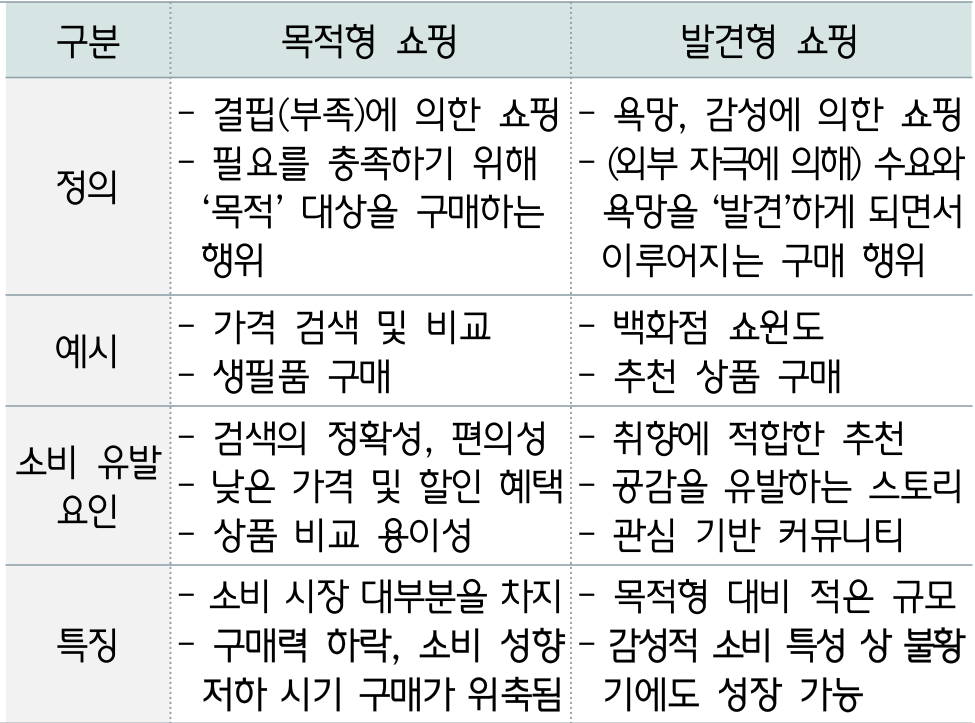 구분 목적형 쇼핑 발견형 쇼핑
정의
- 결핍(부족)에 의한 쇼핑
- 필요를 충족하기 위해
‘목적’ 대상을 구매하는
행위
- 욕망, 감성에 의한 쇼핑
- (외부 자극에 의해) 수요와
욕망을 ‘발견’하게 되면서
이루어지는 구매 행위
예시
- 가격 검색 및 비교
- 생필품 구매
- 백화점 쇼윈도
- 추천 상품 구매
소비 유발
요인
- 검색의 정확성, 편의성
- 낮은 가격 및 할인 혜택
- 상품 비교 용이성
- 취향에 적합한 추천
- 공감을 유발하는 스토리
- 관심 기반 커뮤니티
특징
- 소비 시장 대부분을 차지
- 구매력 하락, 소비 성향
저하 시기 구매가 위축됨
- 목적형 대비 적은 규모
- 감성적 소비 특성 상 불황
기에도 성장 가능